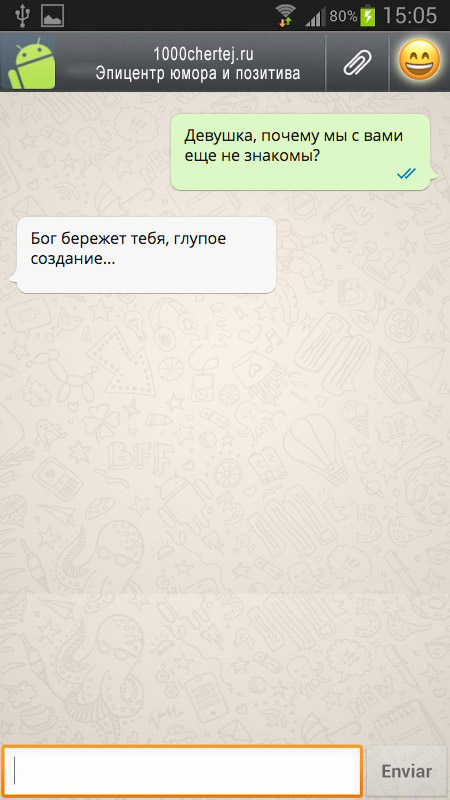 80% 15:05
1000chertej.ru
Эпицентр юмора и позитива
Девушка, почему мы с вами
еще не знакомы?
Бог бережет тебя, глупое
создание...
BFF
Enviar